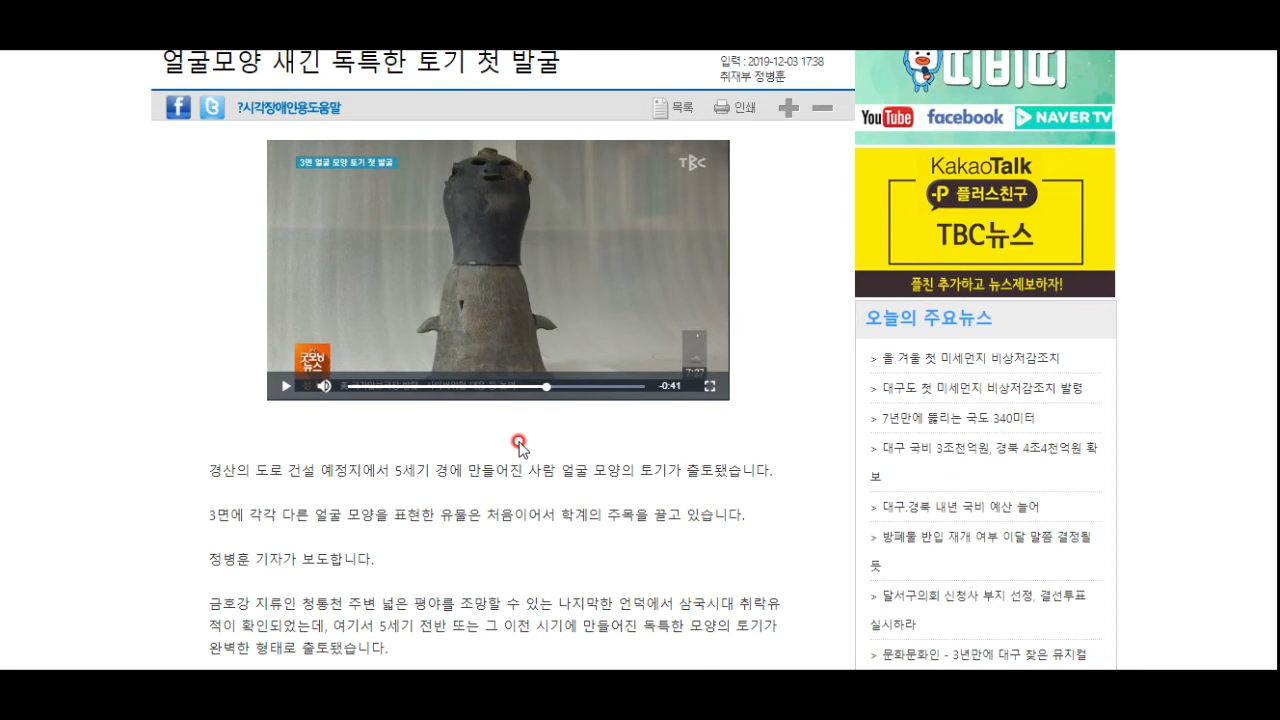 얼굴모양 새긴 독특한 토기 첫 발굴
입력 : 2019-12-03 17:38
취재부 정병훈
?시각장애인용도움말
목록
인쇄
3면 얼굴 모양 토기 첫 발굴
TBC
굿모닝
뉴스
7:27
-0:41
경산의 도로 건설 예정지에서 5세기 경에 만들어진 사람 얼굴 모양의 토기가 출토됐습니다.
3면에 각각 다른 얼굴 모양을 표현한 유물은 처음이어서 학계의 주목을 끌고 있습니다.
정병훈 기자가 보도합니다.
금호강 지류인 청통천 주변 넓은 평야를 조망할 수 있는 나지막한 언덕에서 삼국시대 취락유
적이 확인되었는데, 여기서 5세기 전반 또는 그 이전 시기에 만들어진 독특한 모양의 토기가
완벽한 형태로 출토됐습니다.
YouTube facebook NAVER TV
KakaoTalk
플러스친구
TBC뉴스
플친 추가하고 뉴스제보하자!
오늘의 주요뉴스
> 올 겨울 첫 미세먼지 비상저감조치
> 대구도 첫 미세먼지 비상저감조치 발령
> 7년만에 뚫리는 국도 340미터
> 대구 국비 3조천억원, 경북 4조4천억원 확
보
> 대구.경북 내년 국비 예산 늘어
> 방폐물 반입 재개 여부 이달 말쯤 결정될
듯
> 달서구의회 신청사 부지 선정, 결선투표
실시하라
> 문화문화인 - 3년만에 대구 찾은 뮤지컬